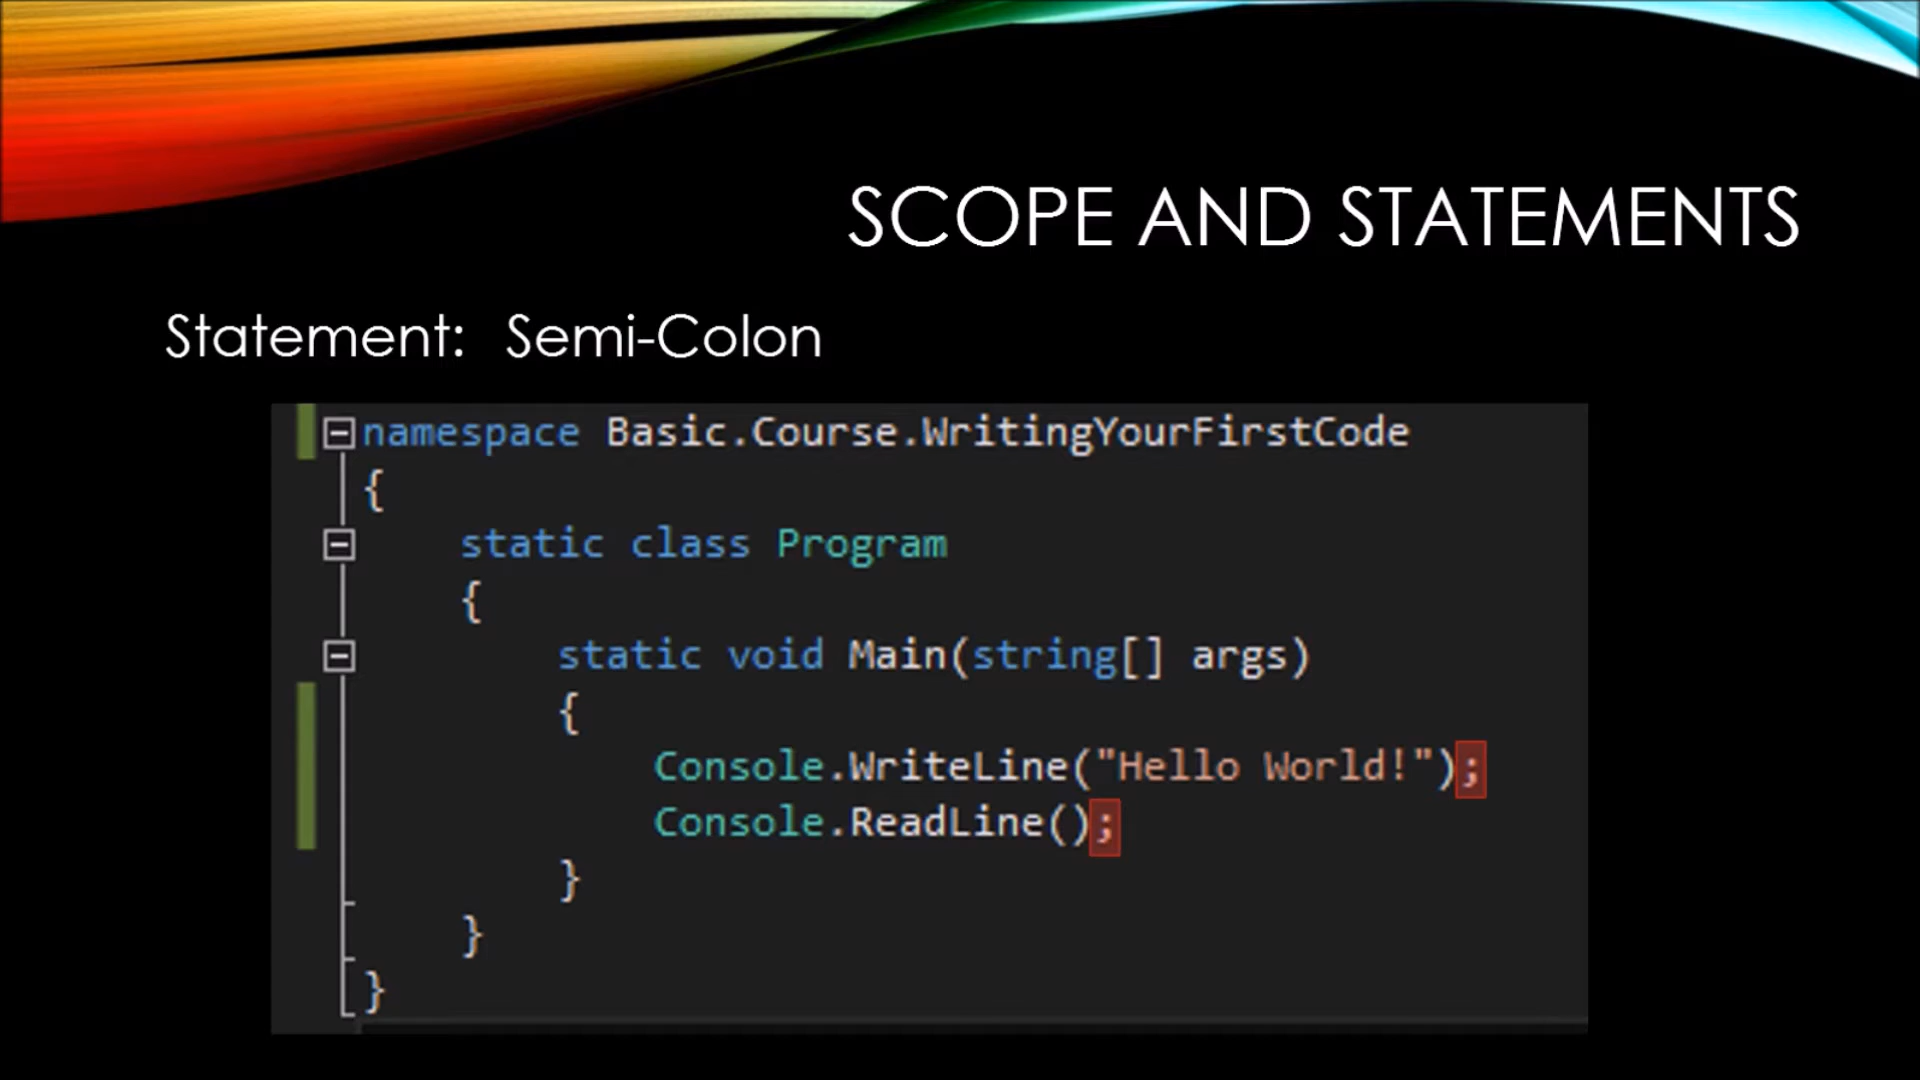 SCOPE AND STATEMENTS
Statement: Semi-Colon
namespace Basic.Course.WritingYourFirstCode
{
static class Program
{
static void Main(string[] args)
{
Console.WriteLine("Hello World!");
Console.ReadLine();
}
}
}